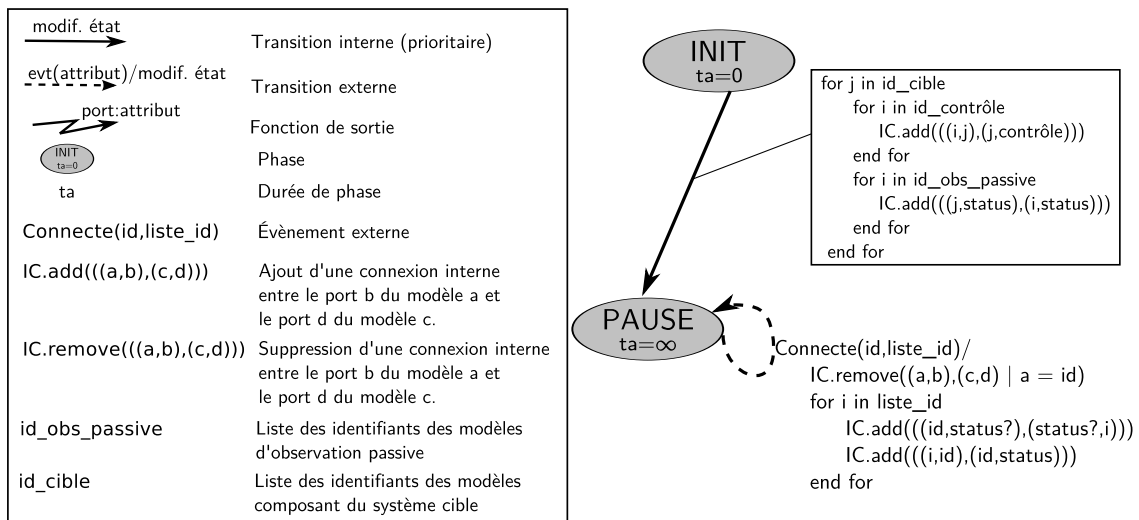 modif. état
Transition interne (prioritaire)
evt(attribut)/modif. état
Transition externe
port:attribut
Fonction de sortie
INIT
ta=0
Phase
ta
Durée de phase
Connecte(id,liste_id)
Évènement externe
IC.add(((a,b),(c,d)))
Ajout d'une connexion interne
entre le port b du modèle a et
le port d du modèle c.
IC.remove(((a,b),(c,d)))
Suppression d'une connexion interne
entre le port b du modèle a et
le port d du modèle c.
id_obs_passive
Liste des identifiants des modèles
d'observation passive
id_cible
Liste des identifiants des modèles
composant du système cible
INIT
ta=0
for j in id_cible
for i in id_contrôle
IC.add(((i,j),(j,contrôle)))
end for
for i in id_obs_passive
IC.add(((j,status),(i,status)))
end for
end for
PAUSE
ta=∞
Connecte(id,liste_id)/
IC.remove((a,b),(c,d) | a = id)
for i in liste_id
IC.add(((id,status?),(status?,i)))
IC.add(((i,id),(id,status)))
end for